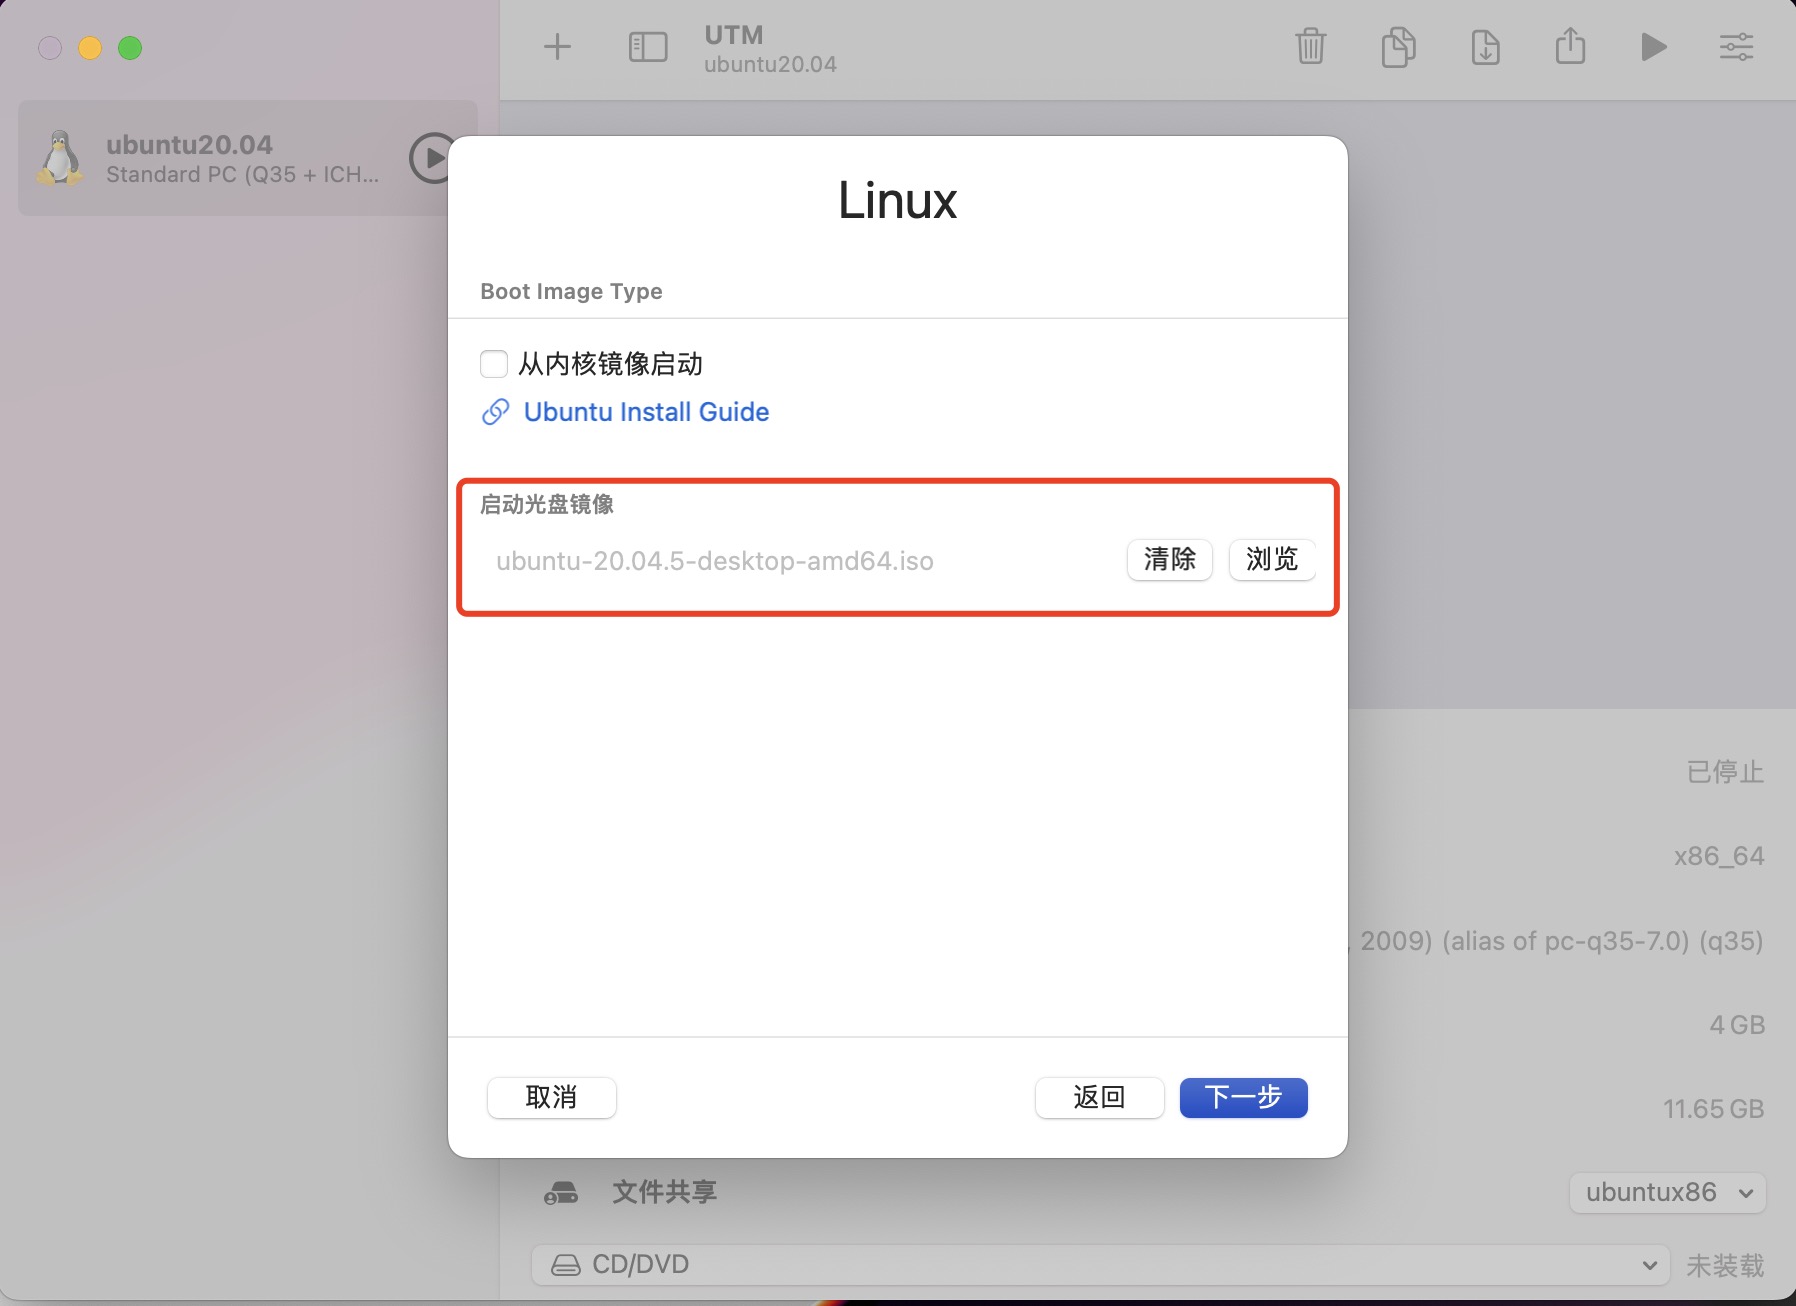 UTM
ubuntu20.04
ubuntu20.04
Standard PC (Q35 + ICH...
Linux
Boot Image Type
从内核镜像启动
Ubuntu Install Guide
启动光盘镜像
ubuntu-20.04.5-desktop-amd64.iso
清除
浏览
已停止
x86_64
, 2009) (alias of pc-q35-7.0) (q35)
4 GB
11.65 GB
取消
返回
下一步
文件共享
ubuntux86
CD/DVD
未装载